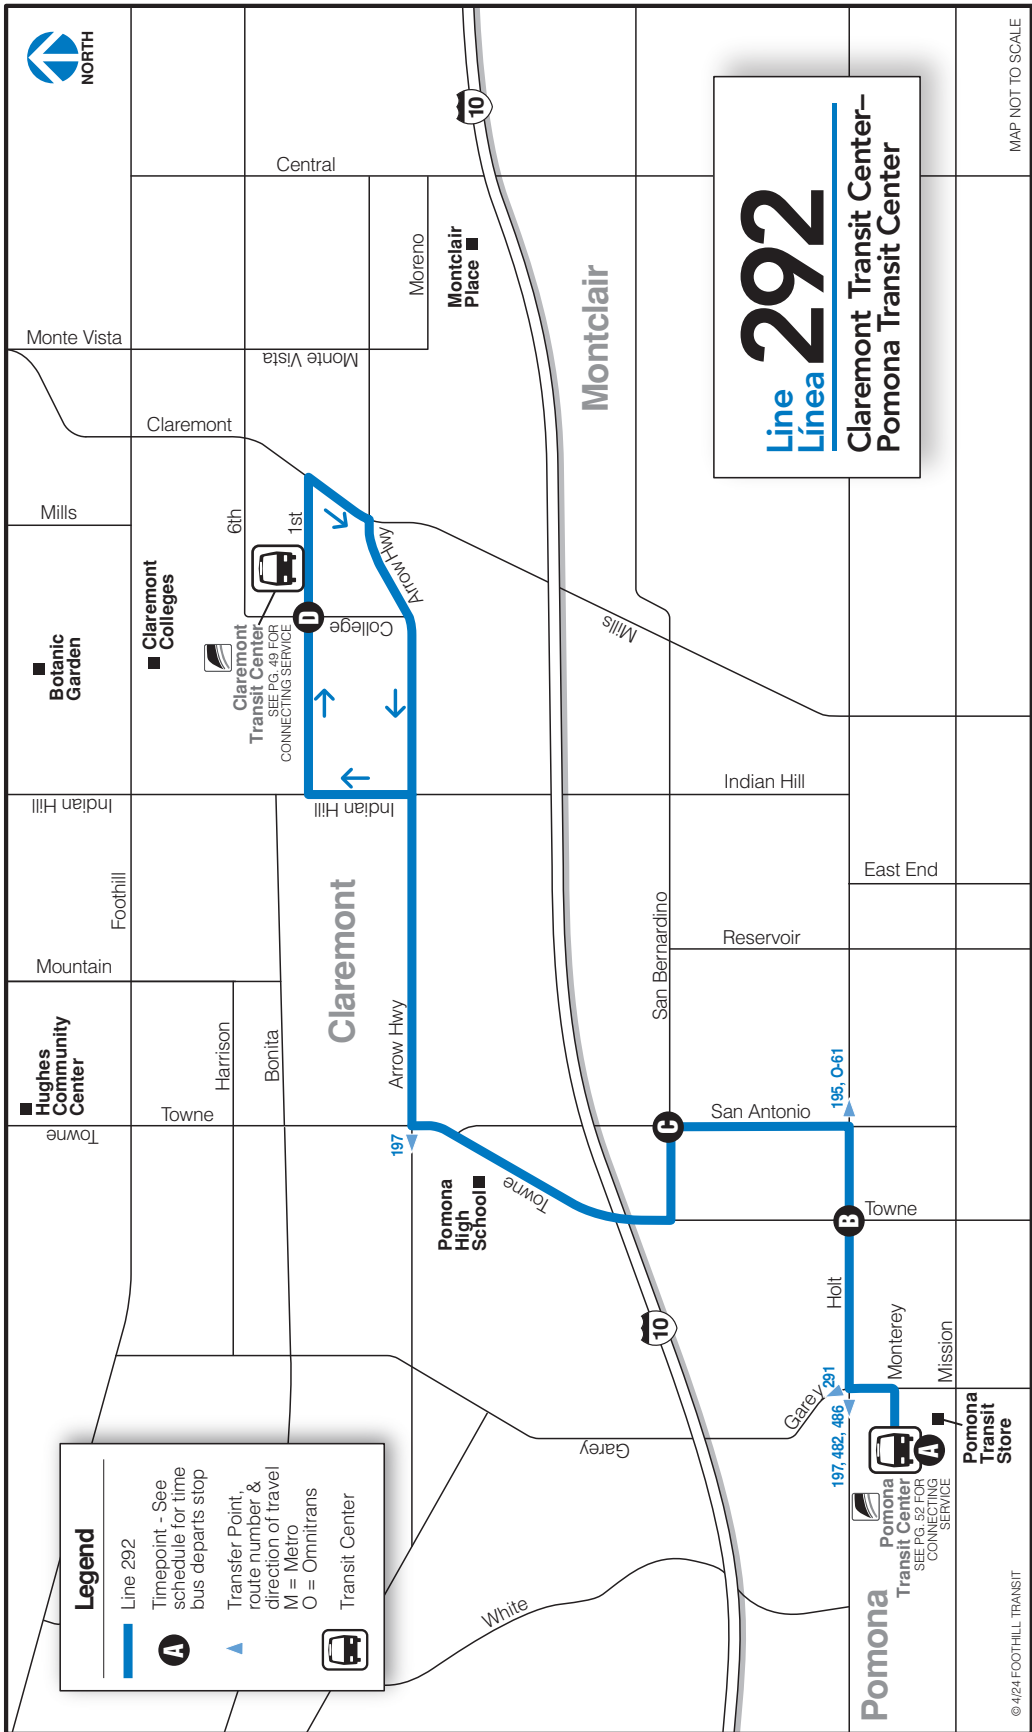 NORTH
MAP NOT TO SCALE
Line
Línea
292
Claremont Transit Center–
Pomona Transit Center
Central
10
Moreno
Montclair
Place
Montclair
Monte Vista
Monte Vista
Claremont
Mills
6th
1st
Arrow Hwy
College
Mills
Botanic
Garden
Claremont
Colleges
D
Claremont
Transit Center
SEE PG. 49 FOR
CONNECTING SERVICE
Indian Hill
Indian Hill
Indian Hill
East End
Reservoir
San Bernardino
Foothill
Mountain
Claremont
Arrow Hwy
Harrison
Bonita
Hughes
Community
Center
Towne
Towne
197
Pomona
High
School
Towne
C
San Antonio
195, O-61
B
Towne
Holt
10
Monterey
Mission
291
Garey
197, 482, 486
Garey
A
Pomona
Transit
Store
Pomona
Transit Center
SEE PG. 52 FOR
CONNECTING
SERVICE
White
Pomona
Legend
Line 292
A
Timepoint - See
schedule for time
bus departs stop
Transfer Point,
route number &
direction of travel
M = Metro
O = Omnitrans
Transit Center
© 4/24 FOOTHILL TRANSIT